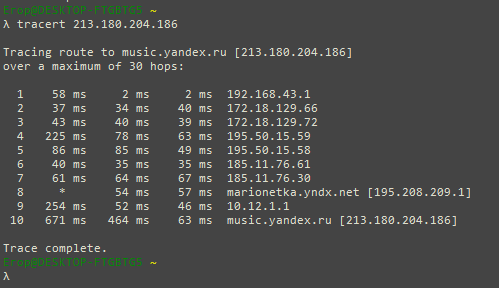 Erop@DESKTOP-FTGBTG5 ~
λ tracert 213.180.204.186
Tracing route to music.yandex.ru [213.180.204.186]
over a maximum of 30 hops:
1 58 ms 2 ms 2 ms 192.168.43.1
2 37 ms 34 ms 40 ms 172.18.129.66
3 43 ms 40 ms 39 ms 172.18.129.72
4 225 ms 78 ms 63 ms 195.50.15.59
5 86 ms 85 ms 49 ms 195.50.15.58
6 40 ms 35 ms 35 ms 185.11.76.61
7 61 ms 64 ms 67 ms 185.11.76.30
8 * 54 ms 57 ms marionetka.yndx.net [195.208.209.1]
9 254 ms 52 ms 46 ms 10.12.1.1
10 671 ms 464 ms 63 ms music.yandex.ru [213.180.204.186]
Trace complete.
Erop@DESKTOP-FTGBTG5 ~
λ